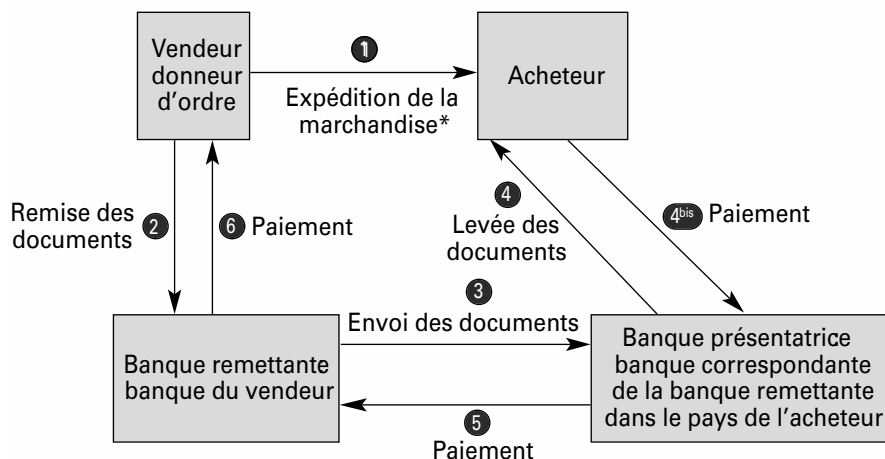 Vendeur
donneur
d'ordre
1
Expédition de la
marchandise*
Acheteur
Remise des
documents
2
6 Paiement
4
Levée des
documents
4bis Paiement
3
Envoi des documents
Banque remettante
banque du vendeur
Banque présentatrice
banque correspondante
de la banque remettante
dans le pays de l'acheteur
5
Paiement